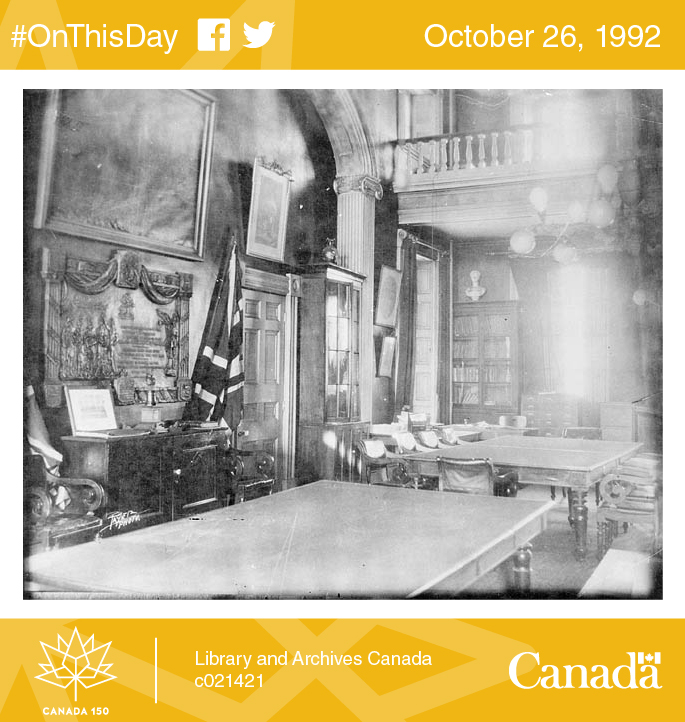 #OnThisDay
October 26, 1992
Library and Archives Canada
c021421
CANADA 150
Canada